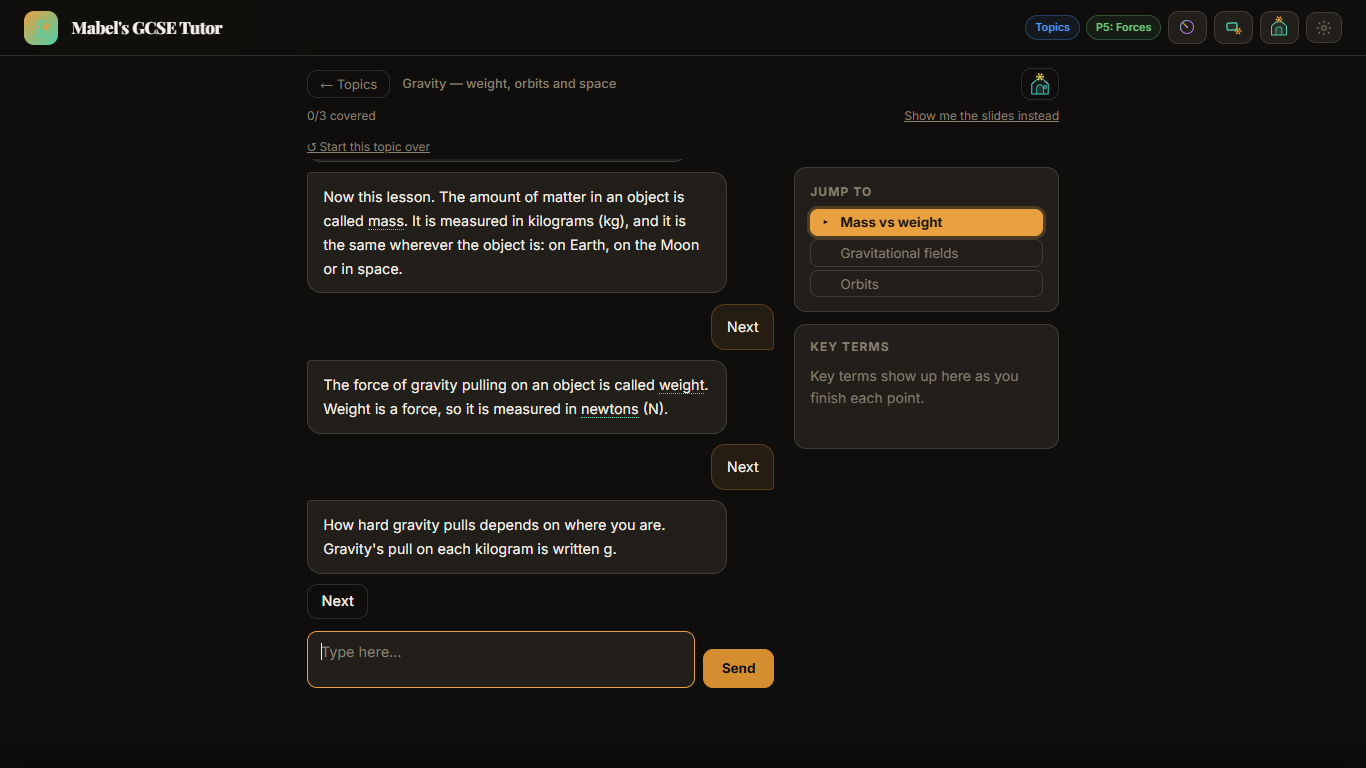 Mabel's GCSE Tutor
Topics
P5: Forces
← Topics
Gravity — weight, orbits and space
0/3 covered
Show me the slides instead
↺ Start this topic over
Now this lesson. The amount of matter in an object is
called mass. It is measured in kilograms (kg), and it is
the same wherever the object is: on Earth, on the Moon
or in space.
Next
The force of gravity pulling on an object is called weight.
Weight is a force, so it is measured in newtons (N).
Next
How hard gravity pulls depends on where you are.
Gravity's pull on each kilogram is written g.
Next
Type here...
Send
JUMP TO
Mass vs weight
Gravitational fields
Orbits
KEY TERMS
Key terms show up here as you
finish each point.